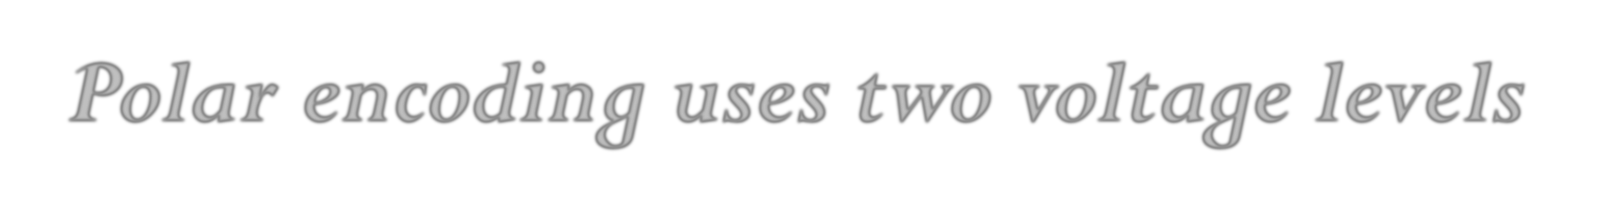 Polar encoding uses two voltage levels